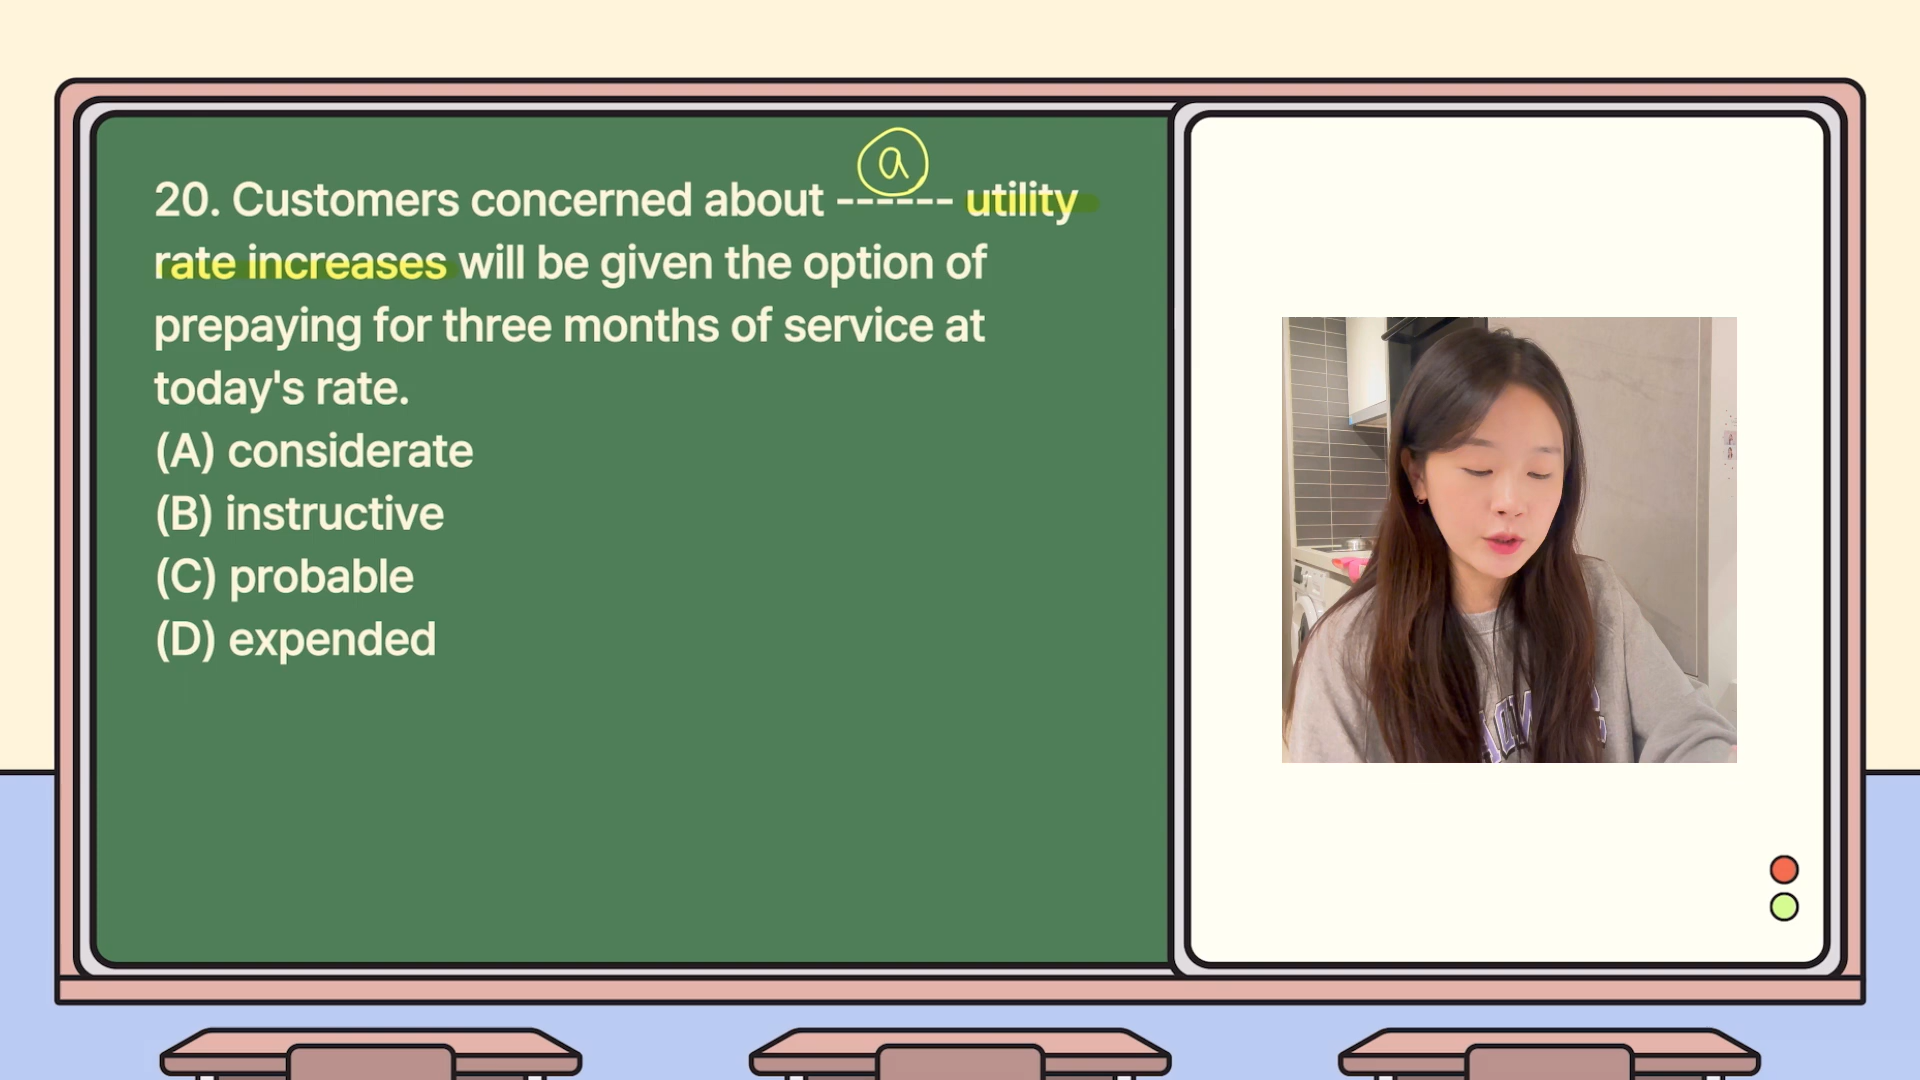 ⓐ
20. Customers concerned about ------ utility
rate increases will be given the option of
prepaying for three months of service at
today's rate.
(A) considerate
(B) instructive
(C) probable
(D) expended